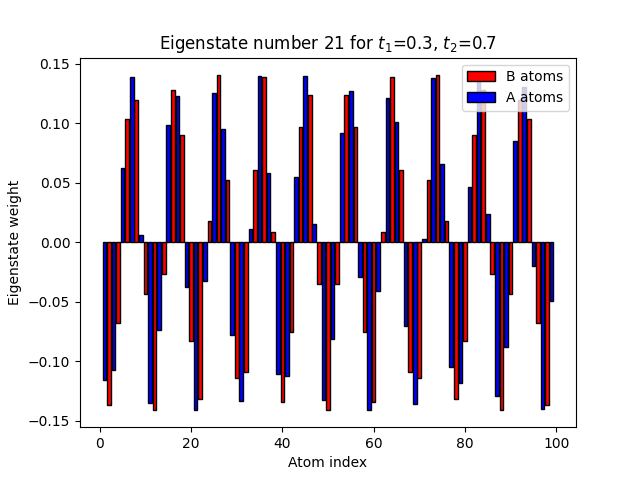 Eigenstate number 21 for t₁=0.3, t₂=0.7
B atoms
A atoms
Eigenstate weight
0.15
0.10
0.05
0.00
−0.05
−0.10
−0.15
0 20 40 60 80 100
Atom index